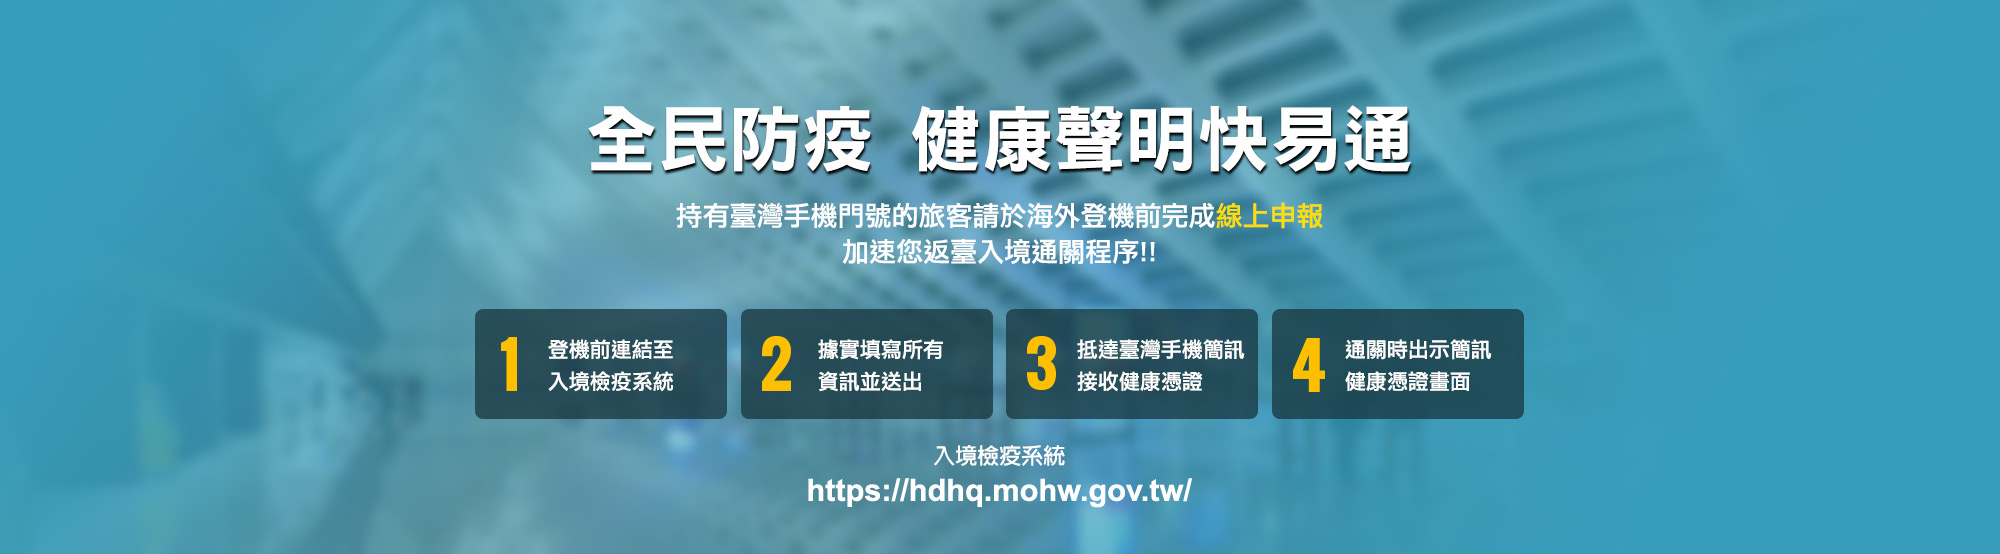 全民防疫 健康聲明快易通
持有臺灣手機門號的旅客請於海外登機前完成線上申報
加速您返臺入境通關程序!!
1
登機前連結至
入境檢疫系統
2
據實填寫所有
資訊並送出
3
抵達臺灣手機簡訊
接收健康憑證
4
通關時出示簡訊
健康憑證畫面
入境檢疫系統
https://hdhq.mohw.gov.tw/